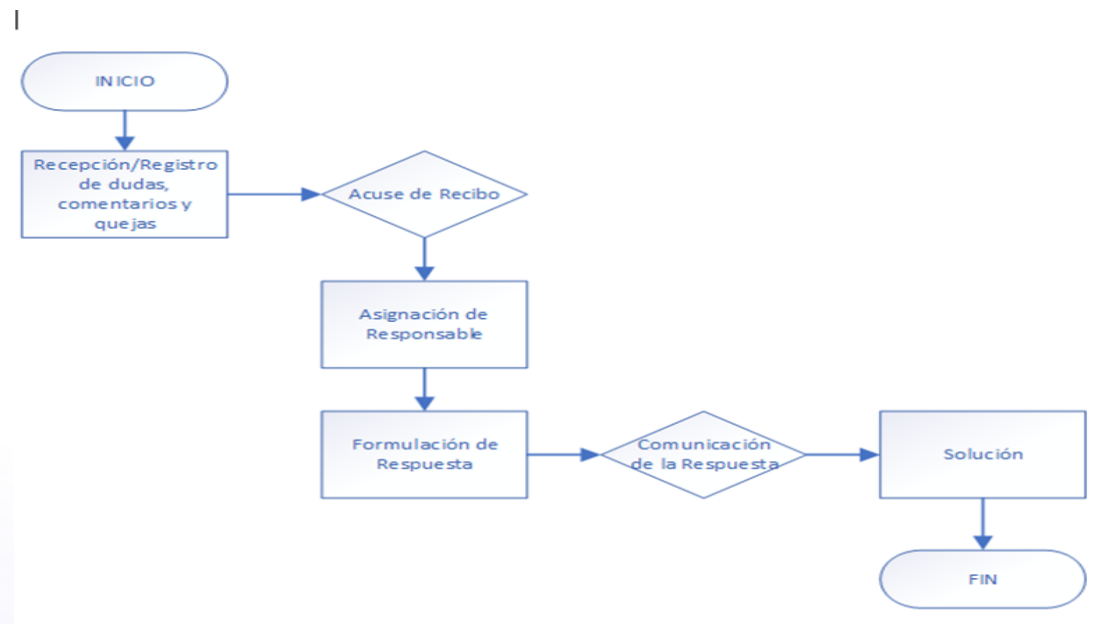 INICIO
Recepción/Registro
de dudas,
comentarios y
quejas
Acuse de Recibo
Asignación de
Responsable
Formulación de
Respuesta
Comunicación
de la Respuesta
Solución
FIN